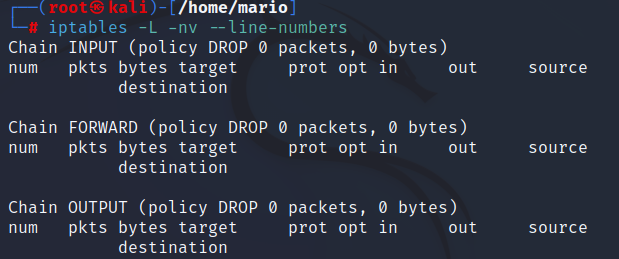 ┌──(root㉿kali)-[/home/mario]
└─# iptables -L -nv --line-numbers
Chain INPUT (policy DROP 0 packets, 0 bytes)
num   pkts bytes target     prot opt in     out     source
           destination

Chain FORWARD (policy DROP 0 packets, 0 bytes)
num   pkts bytes target     prot opt in     out     source
           destination

Chain OUTPUT (policy DROP 0 packets, 0 bytes)
num   pkts bytes target     prot opt in     out     source
           destination